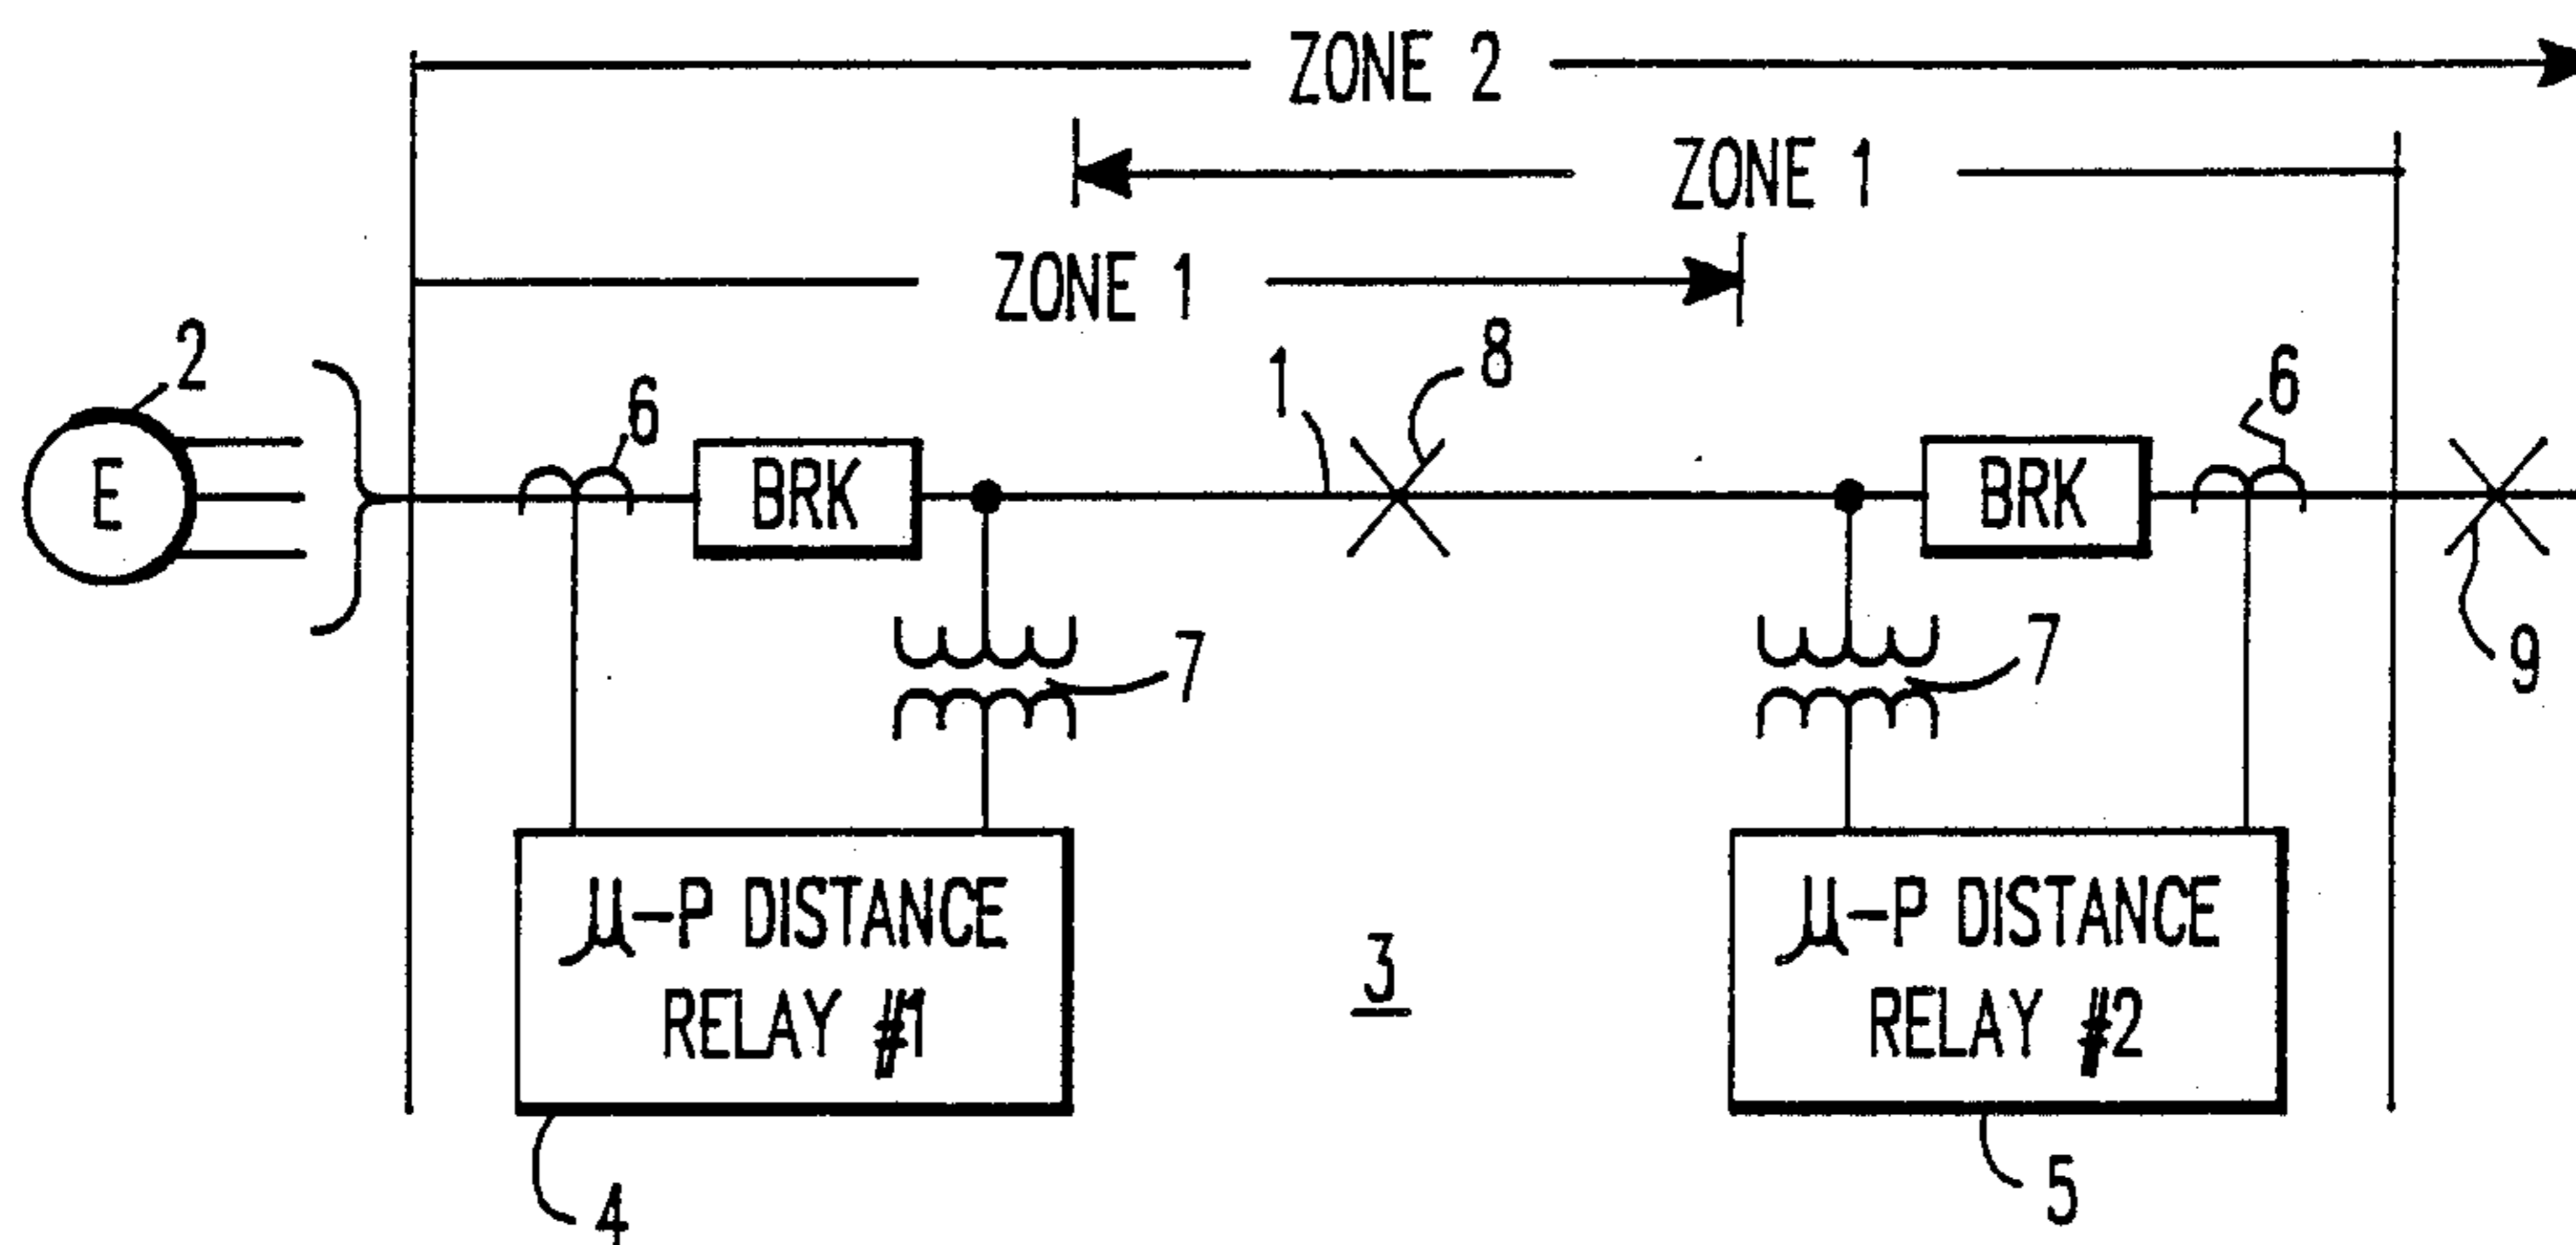 ZONE 2
ZONE 1
ZONE 1
2
E
6
BRK
1
8
BRK
6
9
7
7
μ-P DISTANCE
RELAY #1
3
μ-P DISTANCE
RELAY #2
4
5